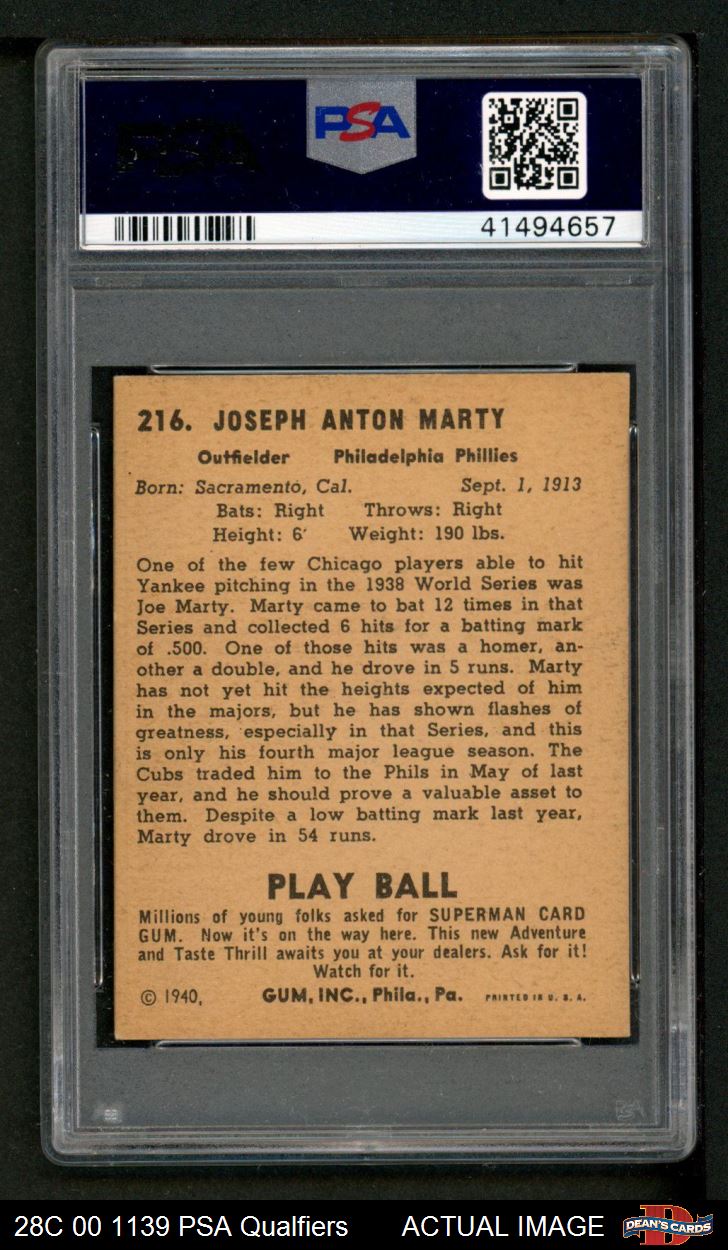 PSA
PSA
41494657
216. JOSEPH ANTON MARTY
Outfielder Philadelphia Phillies
Born: Sacramento, Cal. Sept. 1, 1913
Bats: Right Throws: Right
Height: 6′ Weight: 190 lbs.
One of the few Chicago players able to hit
Yankee pitching in the 1938 World Series was
Joe Marty. Marty came to bat 12 times in that
Series and collected 6 hits for a batting mark
of .500. One of those hits was a homer, an-
other a double, and he drove in 5 runs. Marty
has not yet hit the heights expected of him
in the majors, but he has shown flashes of
greatness, especially in that Series, and this
is only his fourth major league season. The
Cubs traded him to the Phils in May of last
year, and he should prove a valuable asset to
them. Despite a low batting mark last year,
Marty drove in 54 runs.
PLAY BALL
Millions of young folks asked for SUPERMAN CARD
GUM. Now it's on the way here. This new Adventure
and Taste Thrill awaits you at your dealers. Ask for it!
Watch for it.
© 1940, GUM, INC., Phila., Pa. PRINTED IN U. S. A.
28C 00 1139 PSA Qualfiers ACTUAL IMAGE DEAN'S CARDS